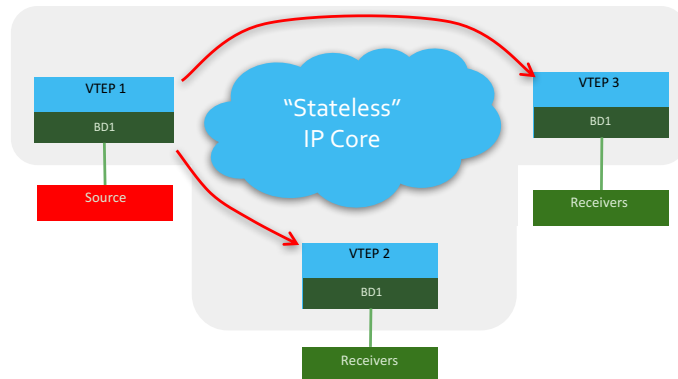 VTEP 1
BD1
Source
“Stateless”
IP Core
VTEP 3
BD1
Receivers
VTEP 2
BD1
Receivers